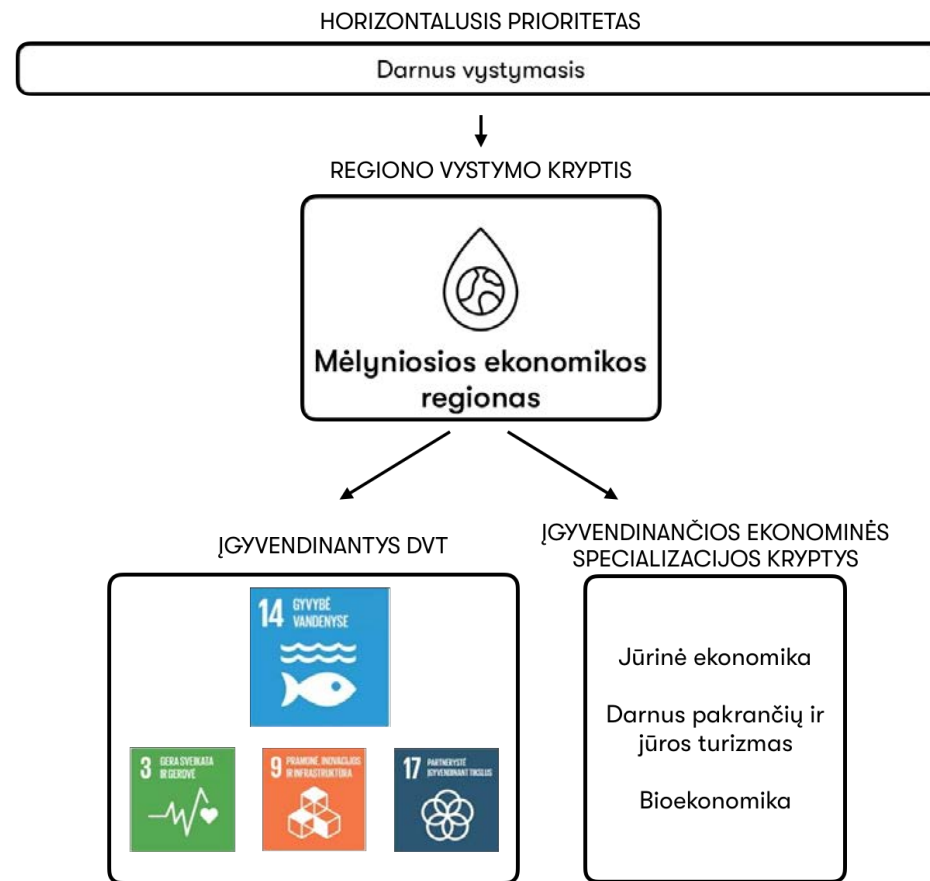 HORIZONTALUSIS PRIORITETAS
Darnus vystymasis
REGIONO VYSTYMO KRYPTIS
Mėlyniosios ekonomikos
regionas
ĮGYVENDINANTYS DVT
14 GYVYBĖ
VANDENYSE
3 GERA SVEIKATA
IR GEROVĖ
9 PRAMONĖ, INOVACIJOS
IR INFRASTRUKTŪRA
17 PARTNERYSTĖ
ĮGYVENDINANT TIKSLUS
ĮGYVENDINANČIOS EKONOMINĖS
SPECIALIZACIJOS KRYPTYS
Jūrinė ekonomika
Darnus pakrančių ir
jūros turizmas
Bioekonomika